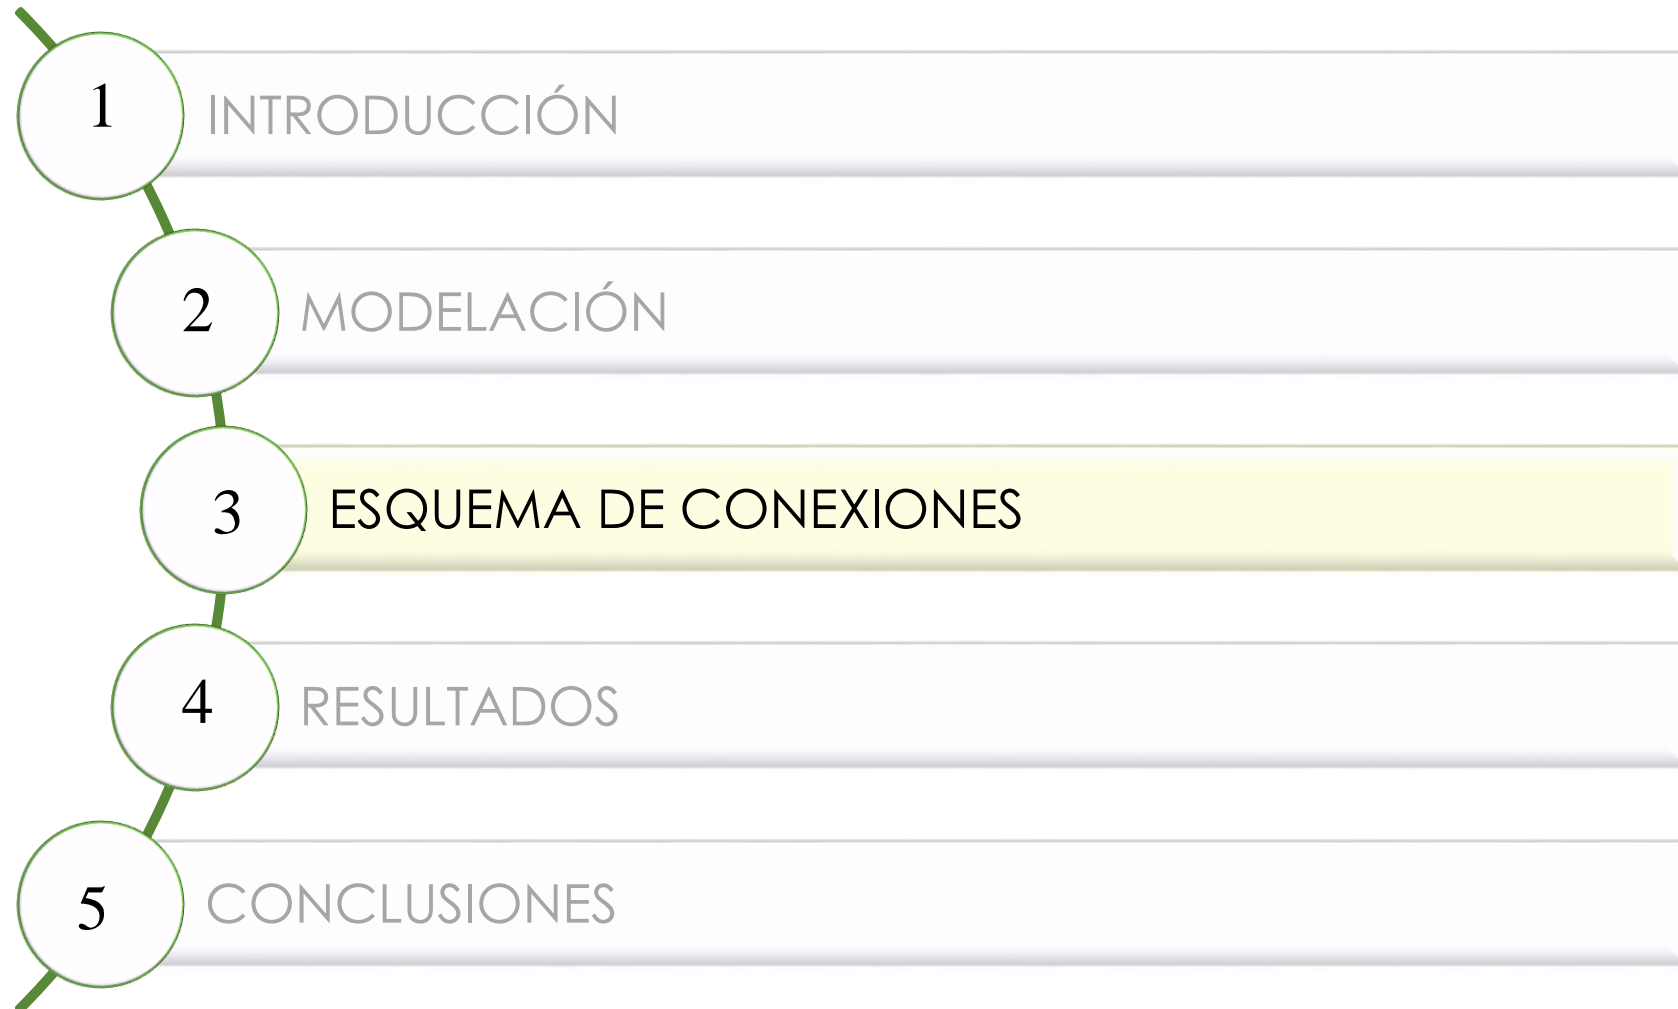 1 INTRODUCCIÓN
2 MODELACIÓN
3 ESQUEMA DE CONEXIONES
4 RESULTADOS
5 CONCLUSIONES